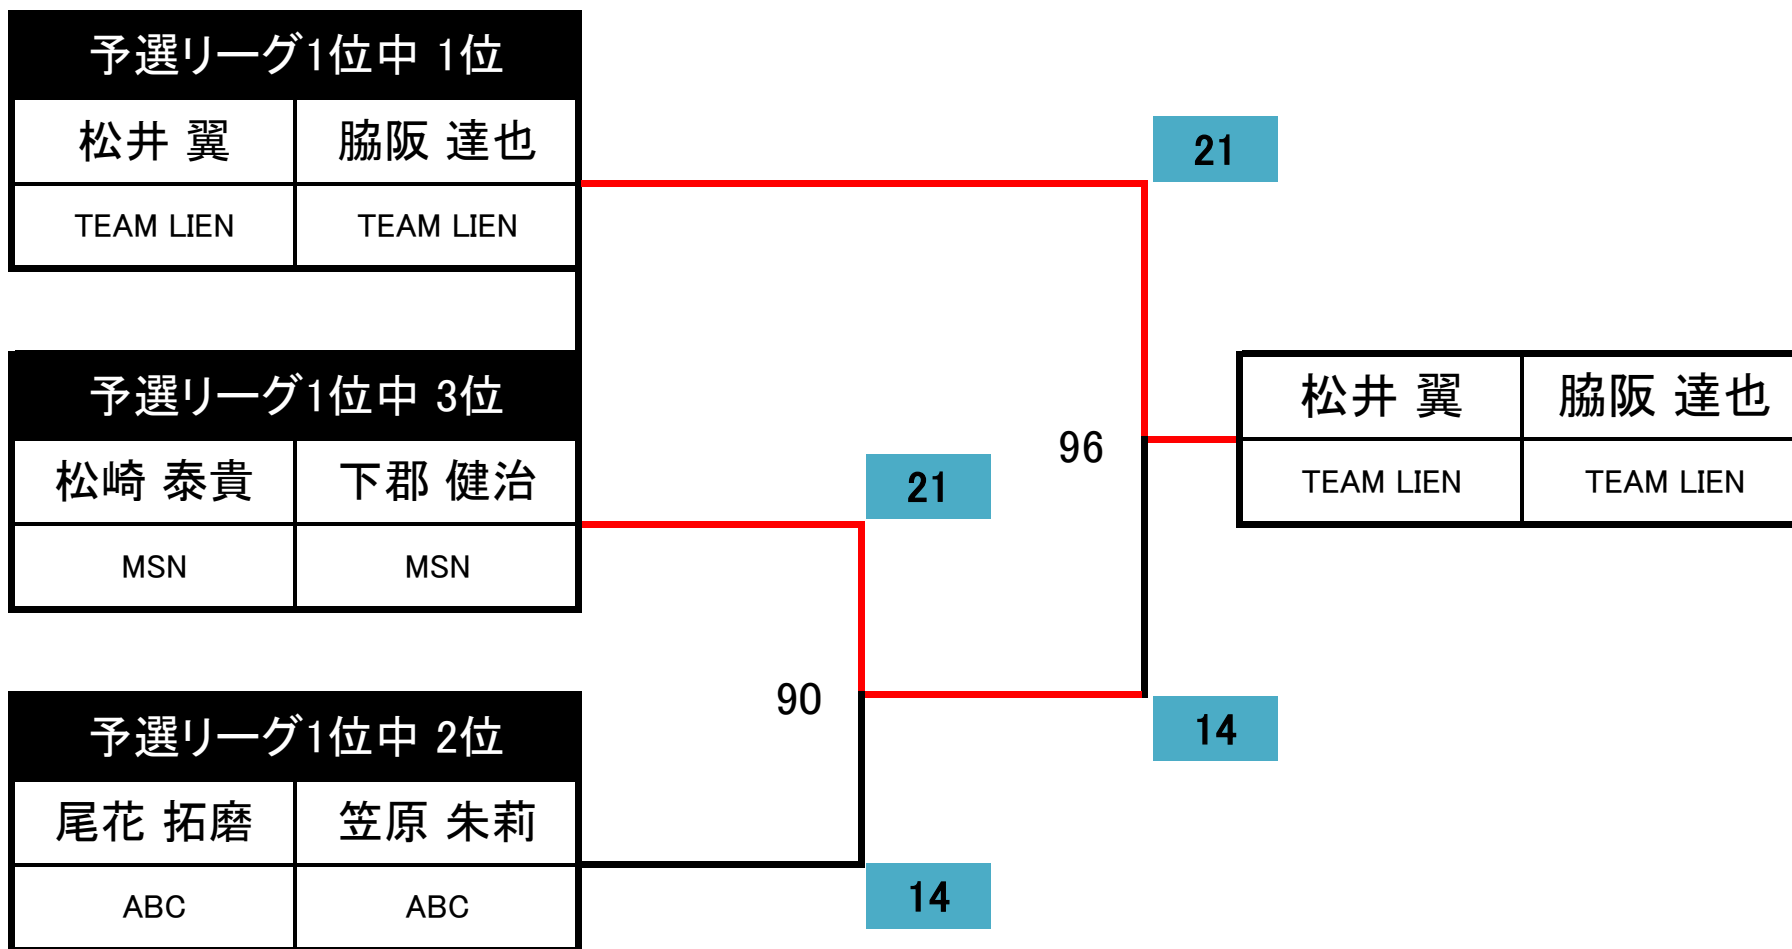 予選リーグ1位中 1位
松井 翼 脇阪 達也
TEAM LIEN TEAM LIEN
21
予選リーグ1位中 3位
松崎 泰貴 下郡 健治
MSN MSN
21
96
松井 翼 脇阪 達也
TEAM LIEN TEAM LIEN
90
14
予選リーグ1位中 2位
尾花 拓磨 笠原 朱莉
ABC ABC
14